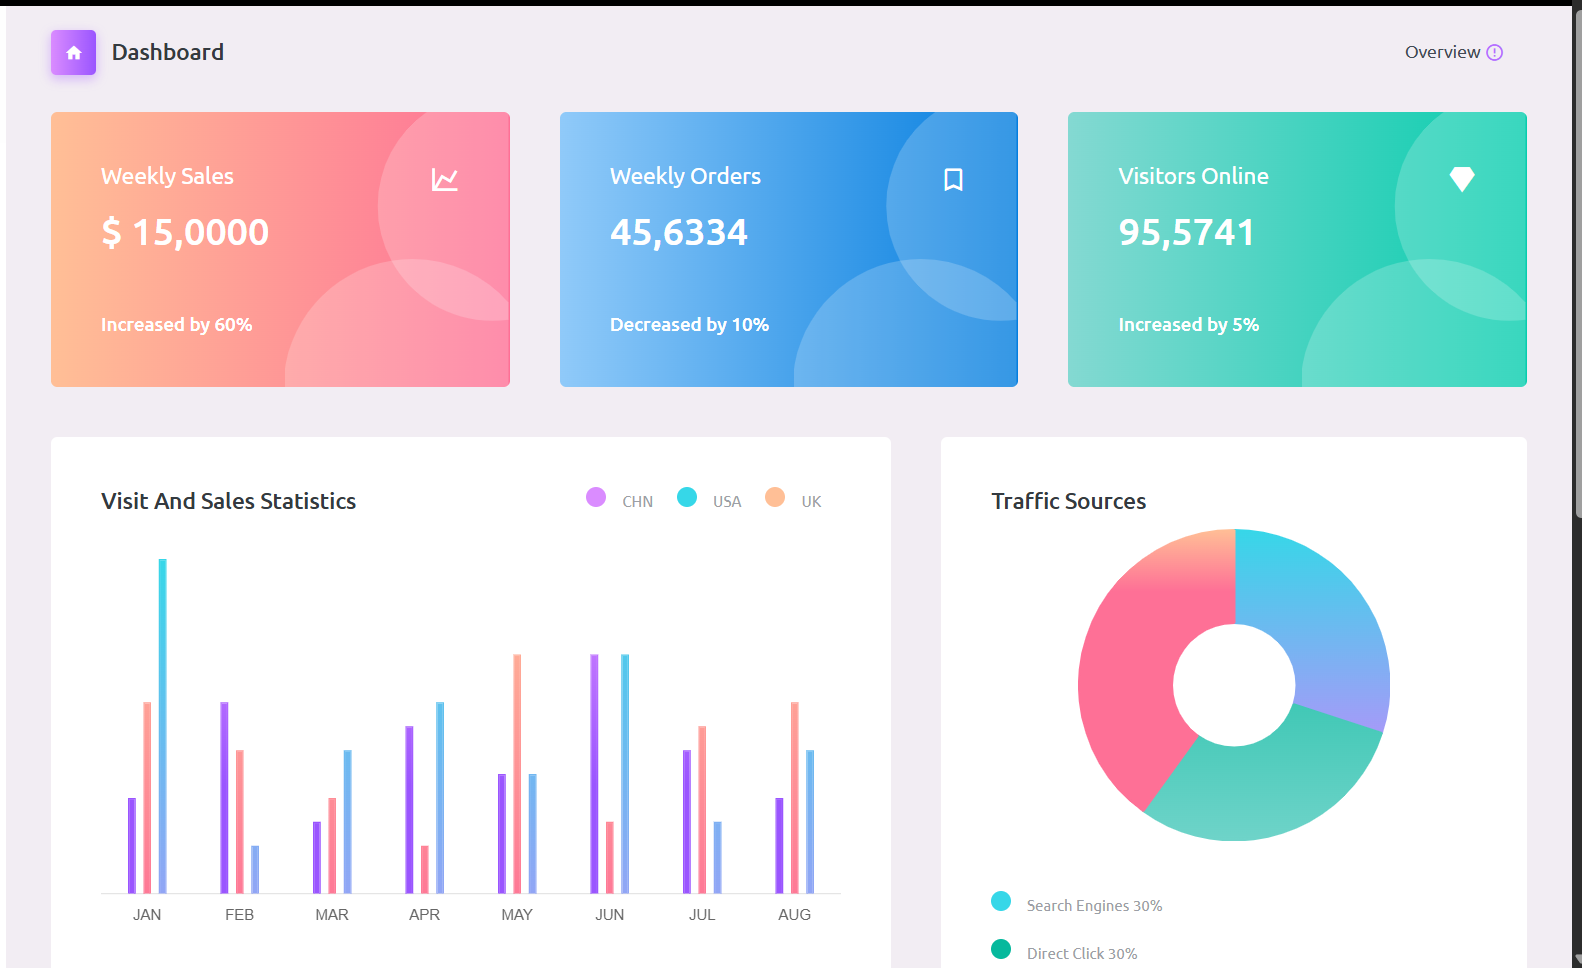 Dashboard
Overview
Weekly Sales
$ 15,0000
Increased by 60%
Weekly Orders
45,6334
Decreased by 10%
Visitors Online
95,5741
Increased by 5%
Visit And Sales Statistics
CHN USA UK
JAN FEB MAR APR MAY JUN JUL AUG
Traffic Sources
Search Engines 30%
Direct Click 30%